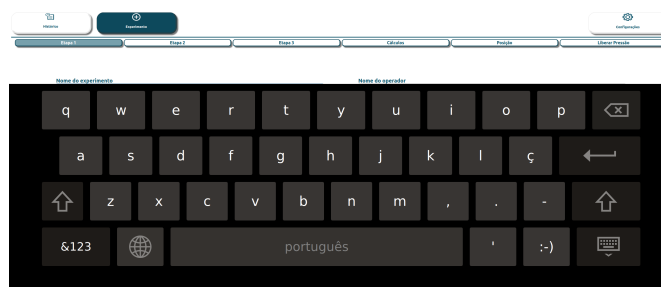 Histórico
Experimento
Configurações
Etapa 1 Etapa 2 Etapa 3 Cálculos Posição Liberar Pressão
Nome do experimento Nome do operador
q w e r t y u i o p
a s d f g h j k l ç
z x c v b n m , . -
&123 português ' :-)